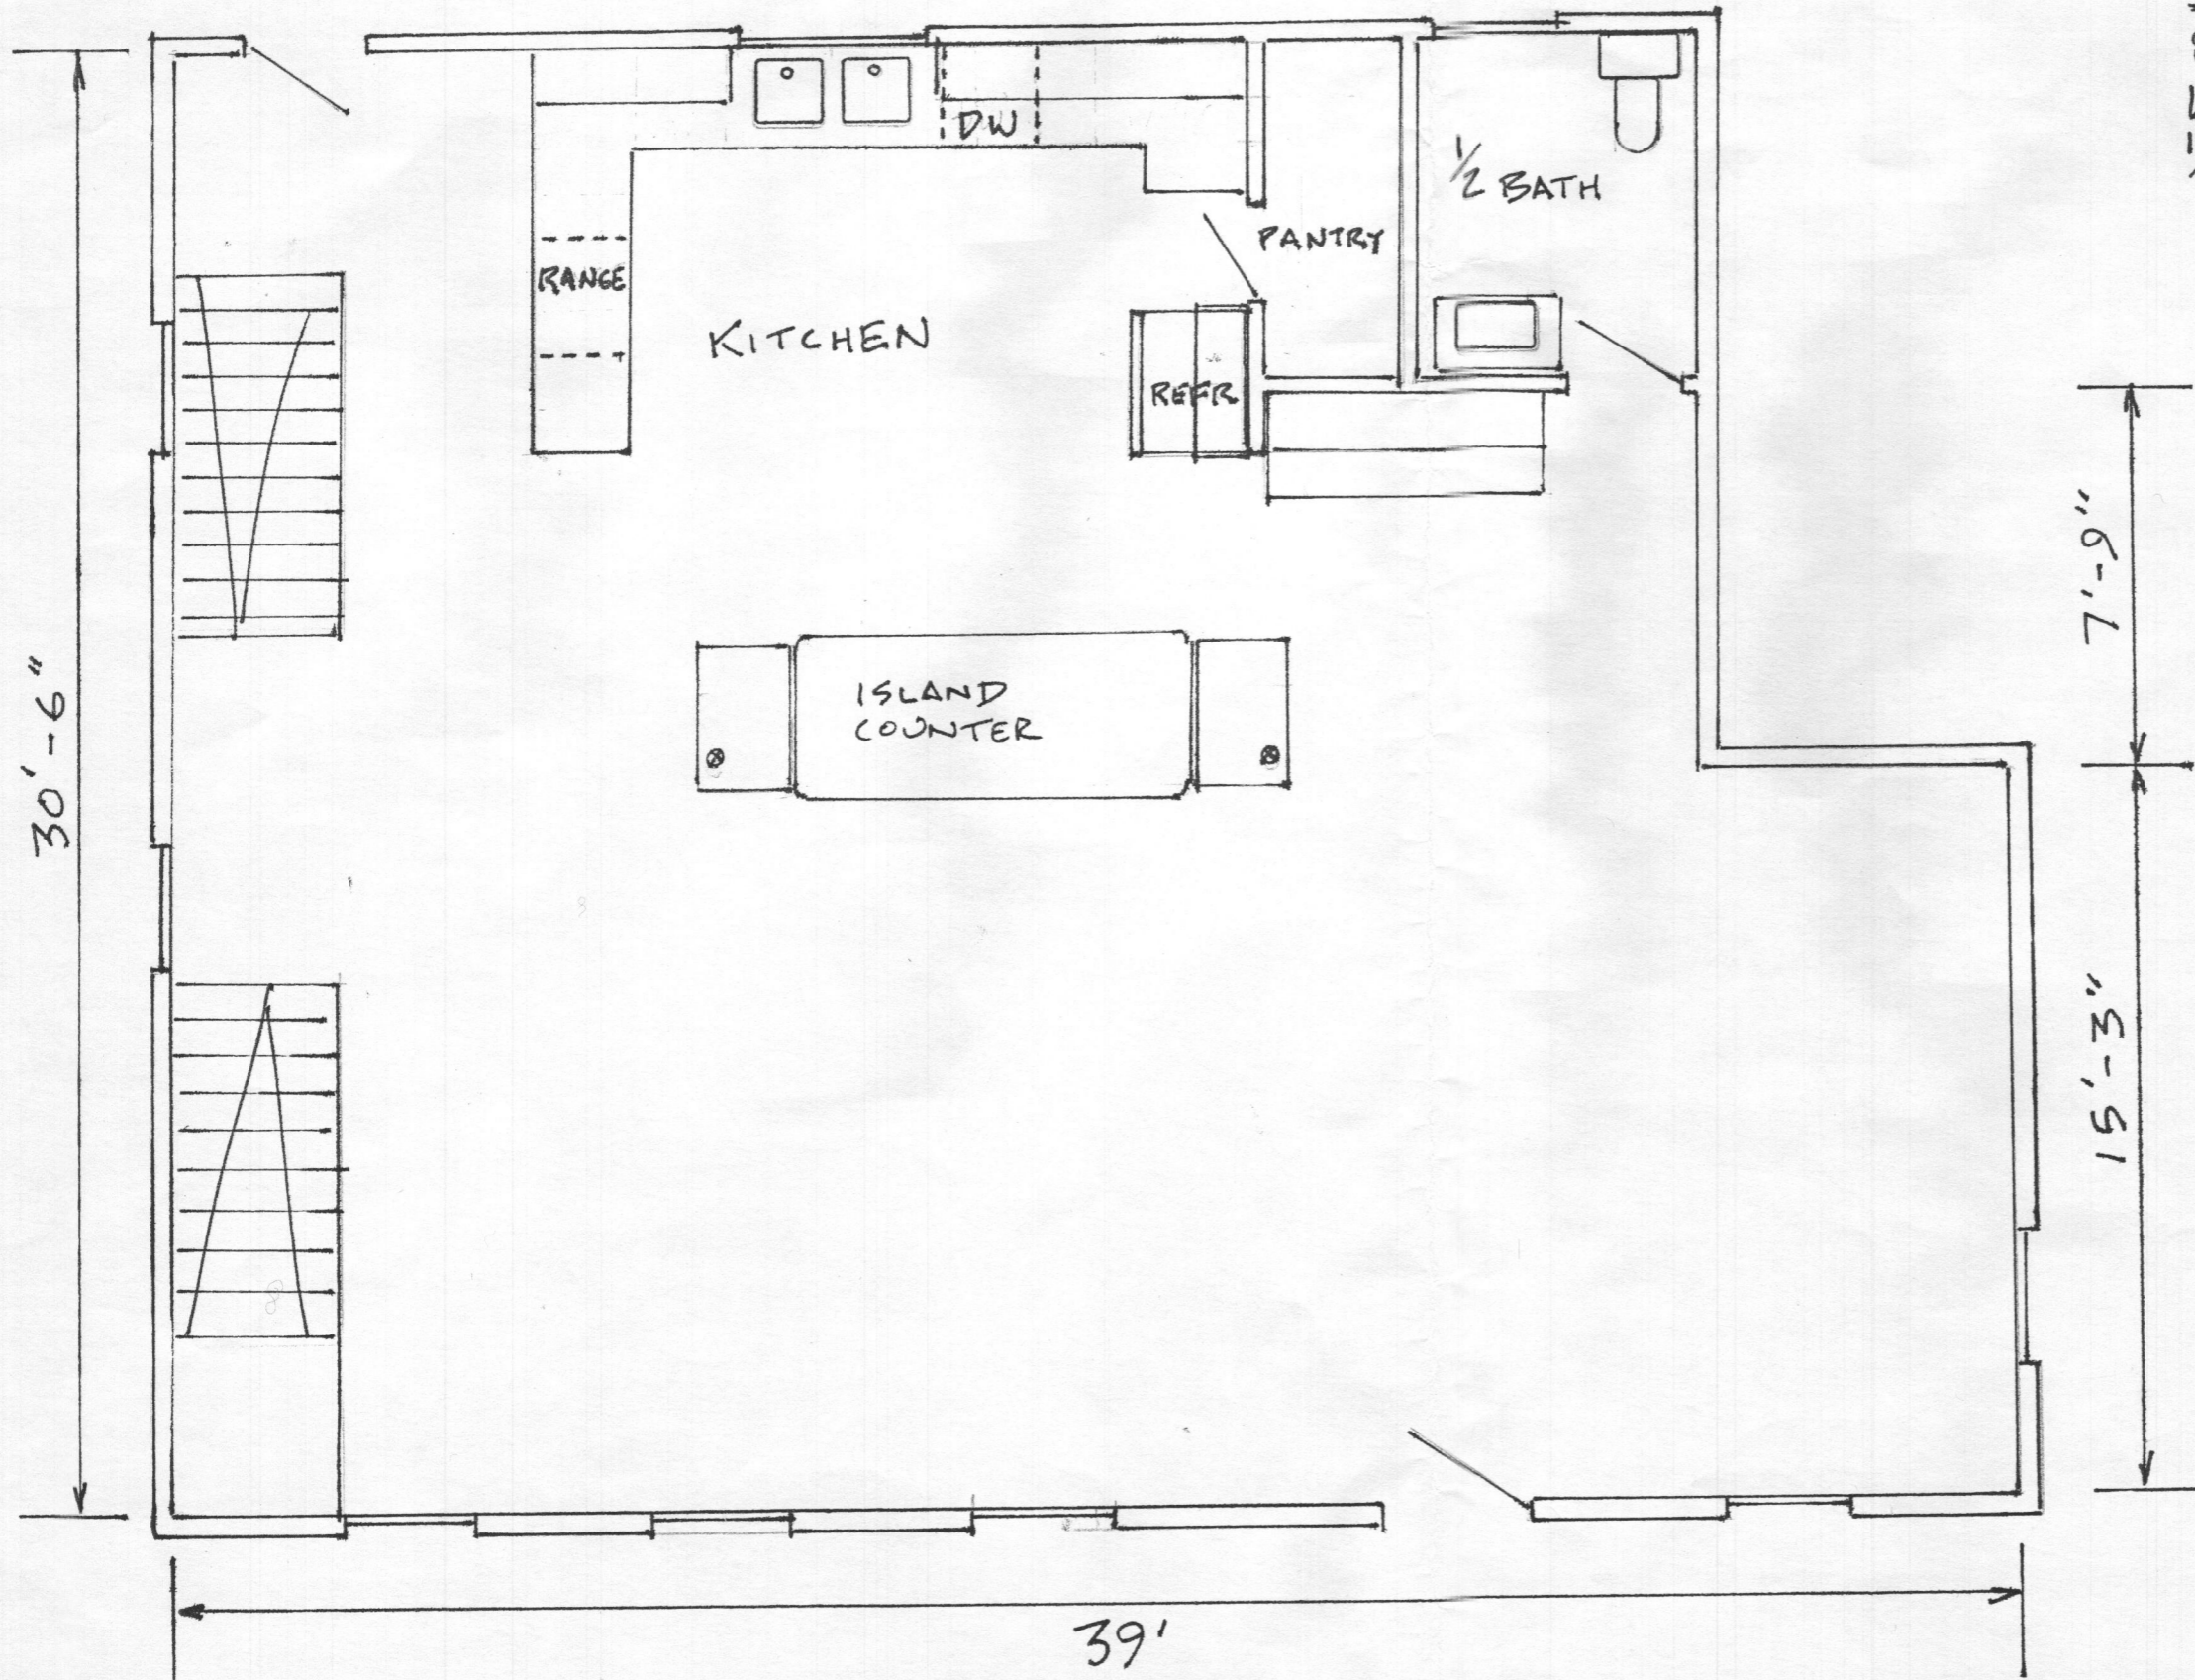 DW
1/2 BATH
PANTRY
RANGE
KITCHEN
REFR
7'-9"
30'-6"
ISLAND
COUNTER
15'-3"
39'